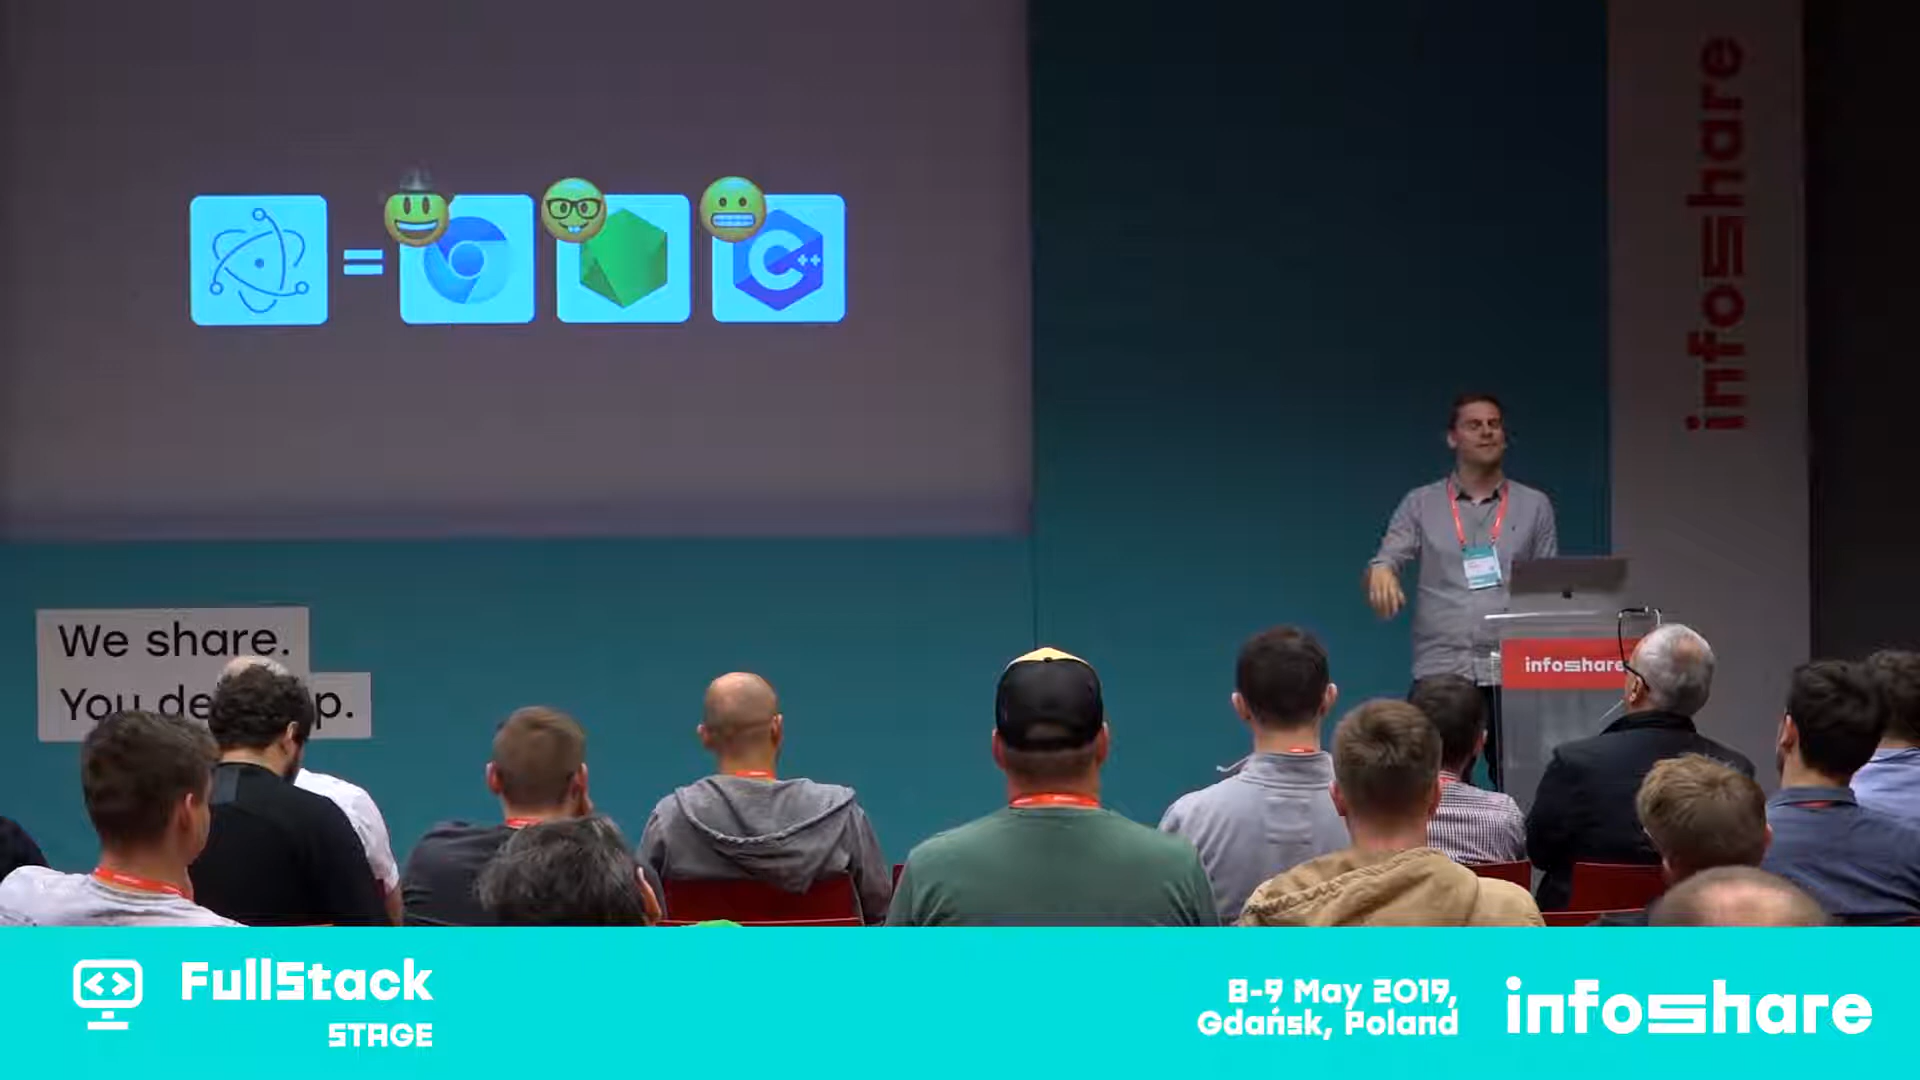 infoshare
=
C++
We share.
You de p.
infoshare
FullStack
STAGE
8-9 May 2019,
Gdańsk, Poland
infoshare